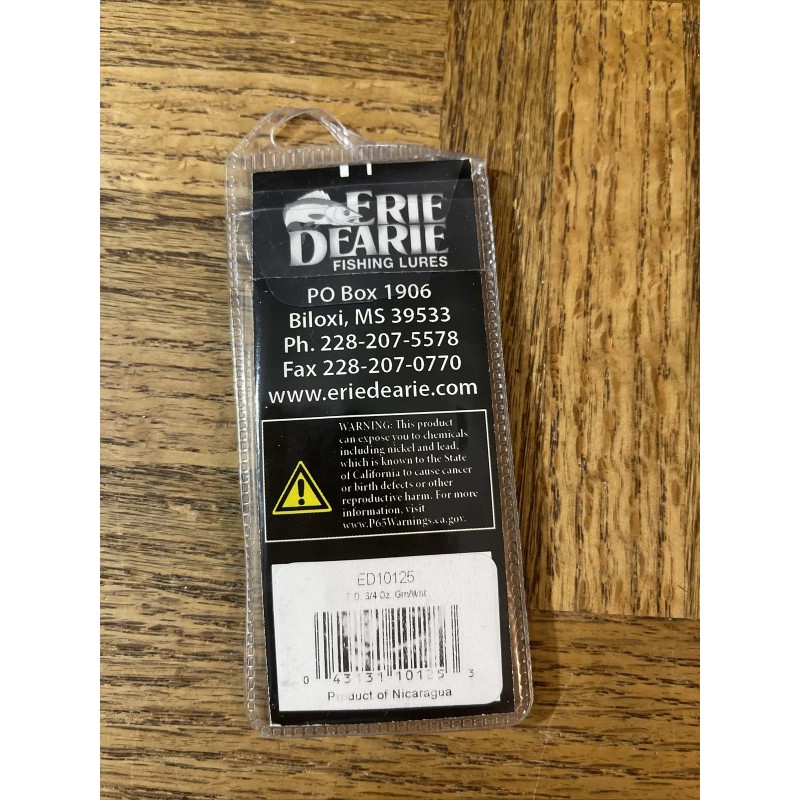 ERIE
DEARIE
FISHING LURES
PO Box 1906
Biloxi, MS 39533
Ph. 228-207-5578
Fax 228-207-0770
www.eriedearie.com
WARNING: This product
can expose you to chemicals
including nickel and lead,
which is known to the State
of California to cause cancer
or birth defects or other
reproductive harm. For more
information, visit
www.P65Warnings.ca.gov.
ED10125
E.D. 3/4 Oz. Grn/Wht
0 43131 10125 3
Product of Nicaragua